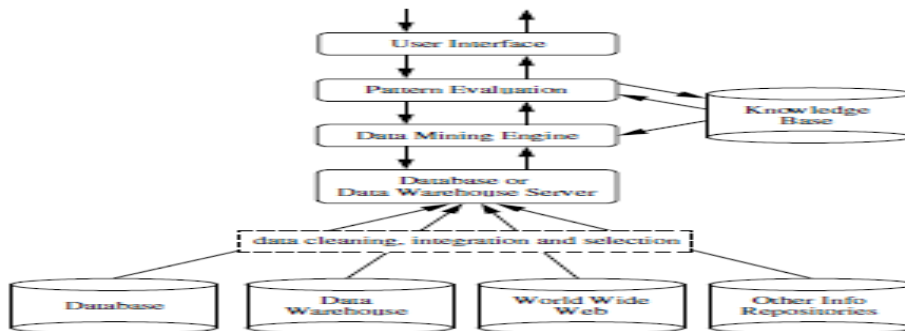 User Interface
Pattern Evaluation
Knowledge
Base
Data Mining Engine
Database or
Data Warehouse Server
data cleaning, integration and selection
Database
Data
Warehouse
World Wide
Web
Other Info
Repositories